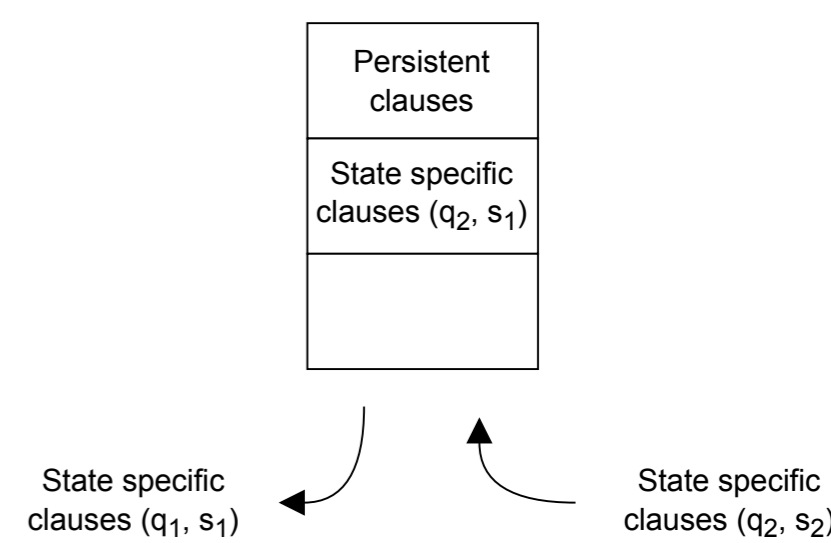 Persistent
clauses
State specific
clauses (q₂, s₁)
State specific
clauses (q₁, s₁)
State specific
clauses (q₂, s₂)